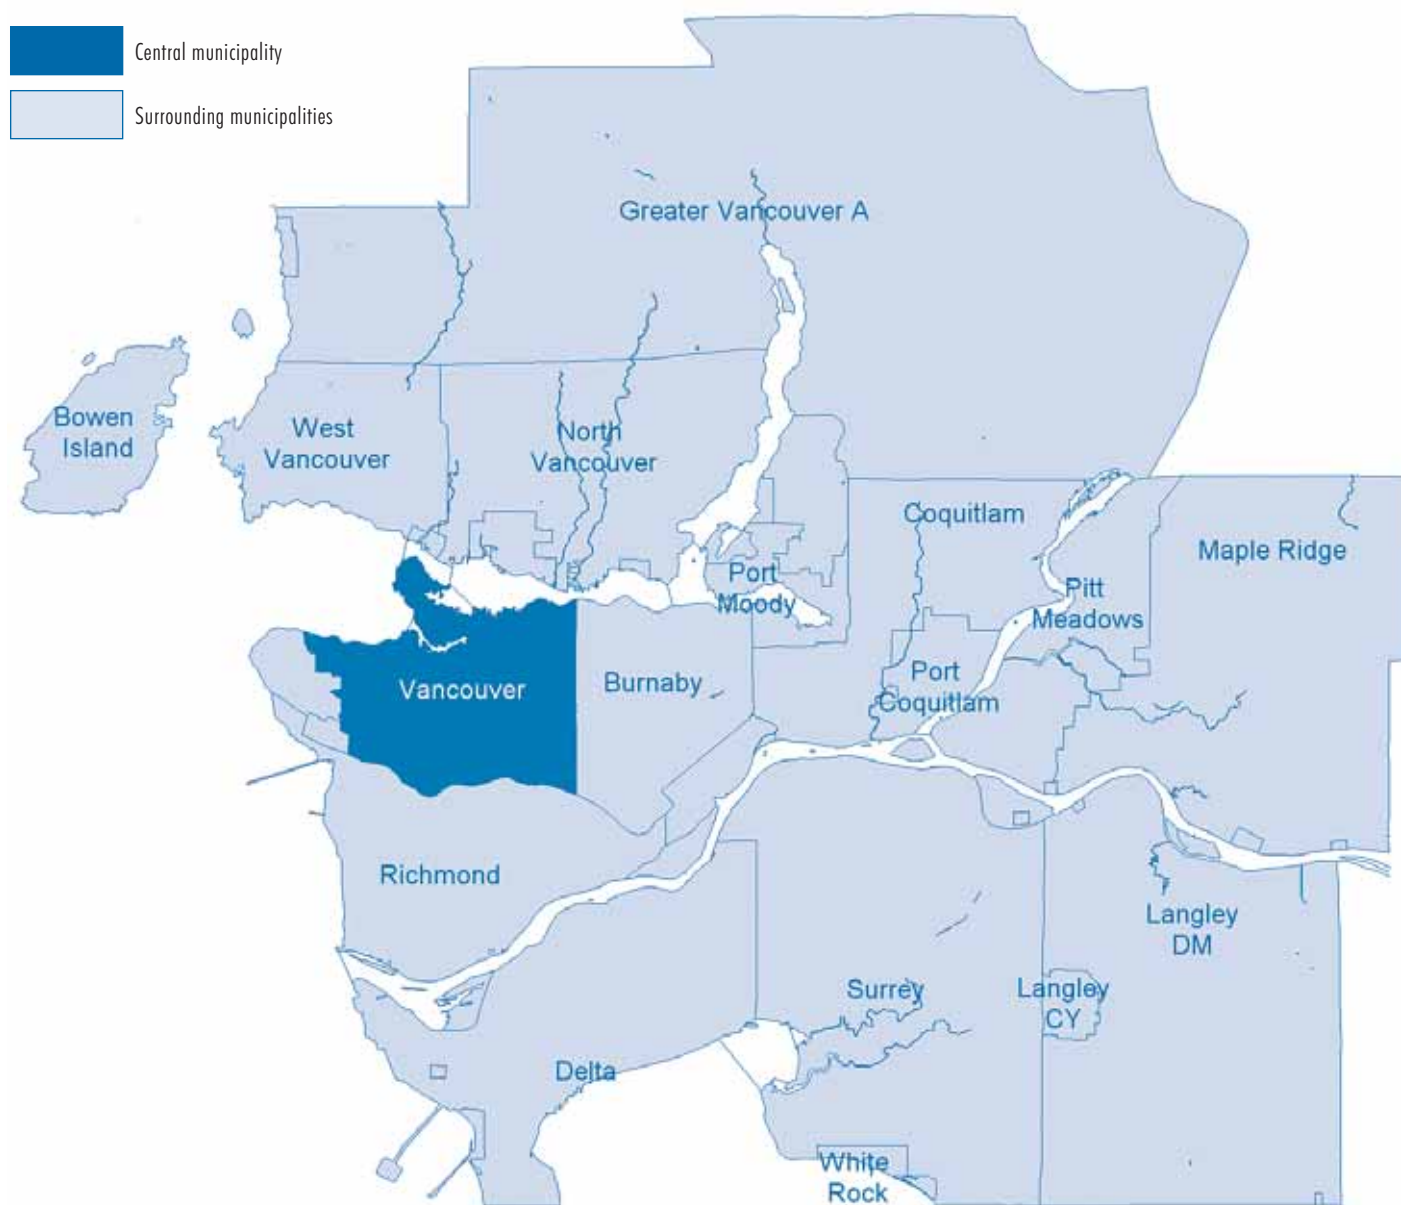 Central municipality
Surrounding municipalities
Greater Vancouver A
Bowen
Island
West
Vancouver
North
Vancouver
Coquitlam
Maple Ridge
Port
Moody
Pitt
Meadows
Vancouver
Burnaby
Port
Coquitlam
Richmond
Langley
DM
Surrey
Langley
CY
Delta
White
Rock